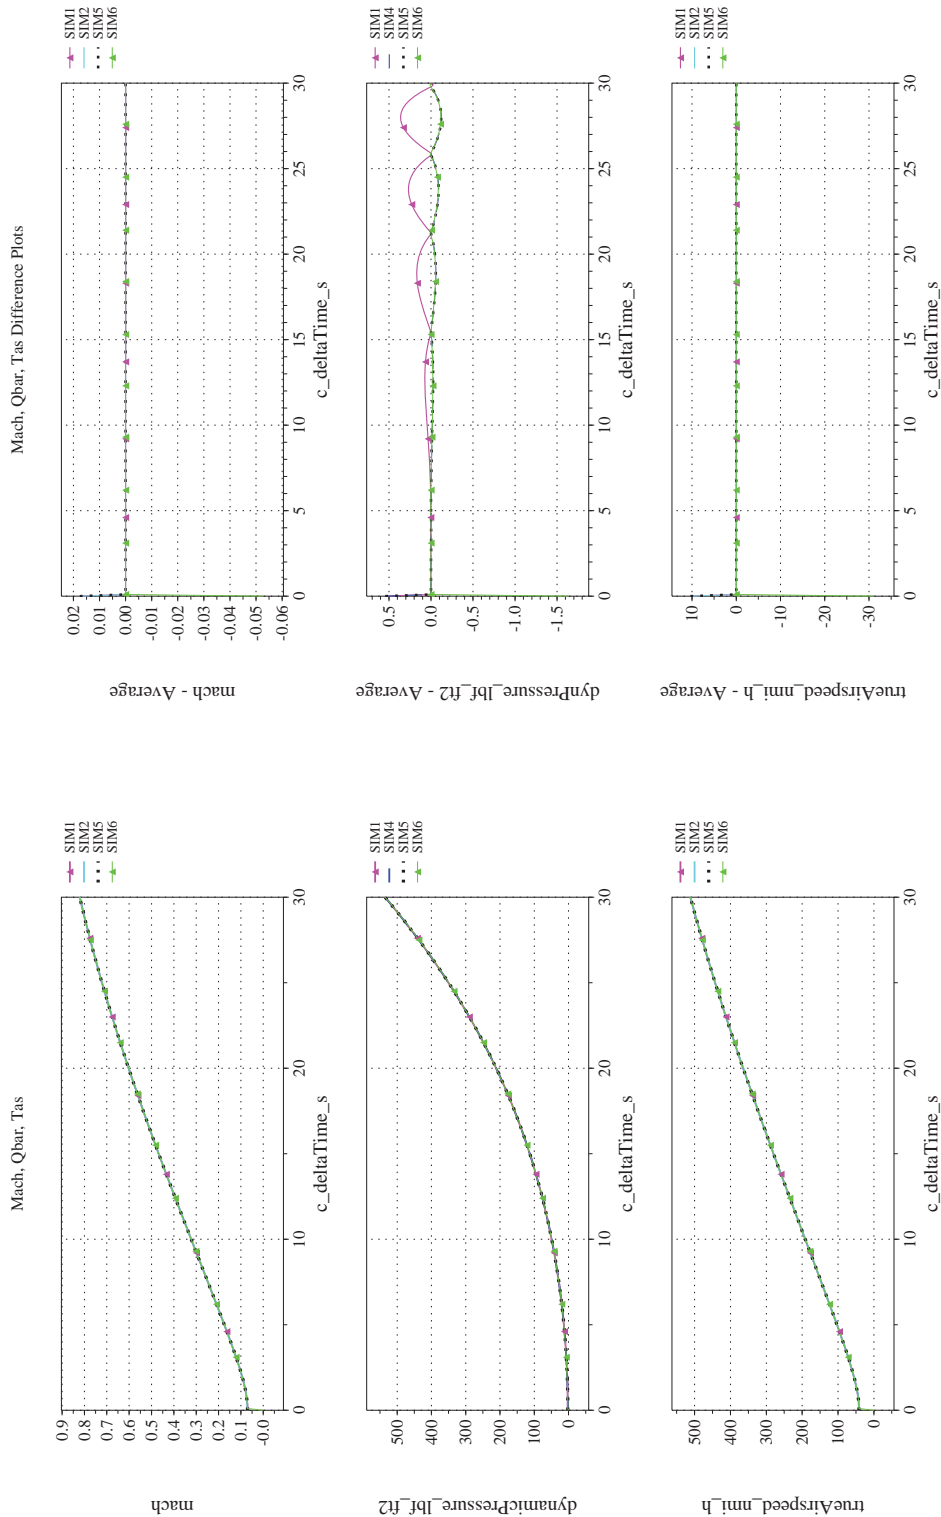 Mach, Qbar, Tas
mach
0.9
0.8
0.7
0.6
0.5
0.4
0.3
0.2
0.1
-0.0
0 10 20 30
c_deltaTime_s
SIM1
SIM2
SIM5
SIM6
dynamicPressure_lbf_ft2
500
400
300
200
100
0
0 10 20 30
c_deltaTime_s
SIM1
SIM4
SIM5
SIM6
trueAirspeed_nmi_h
500
400
300
200
100
0
0 10 20 30
c_deltaTime_s
SIM1
SIM2
SIM5
SIM6
Mach, Qbar, Tas Difference Plots
mach - Average
0.02
0.01
0.00
-0.01
-0.02
-0.03
-0.04
-0.05
-0.06
0 5 10 15 20 25 30
c_deltaTime_s
SIM1
SIM2
SIM5
SIM6
dynPressure_lbf_ft2 - Average
0.5
0.0
-0.5
-1.0
-1.5
0 5 10 15 20 25 30
c_deltaTime_s
SIM1
SIM4
SIM5
SIM6
trueAirspeed_nmi_h - Average
10
0
-10
-20
-30
0 5 10 15 20 25 30
c_deltaTime_s
SIM1
SIM2
SIM5
SIM6